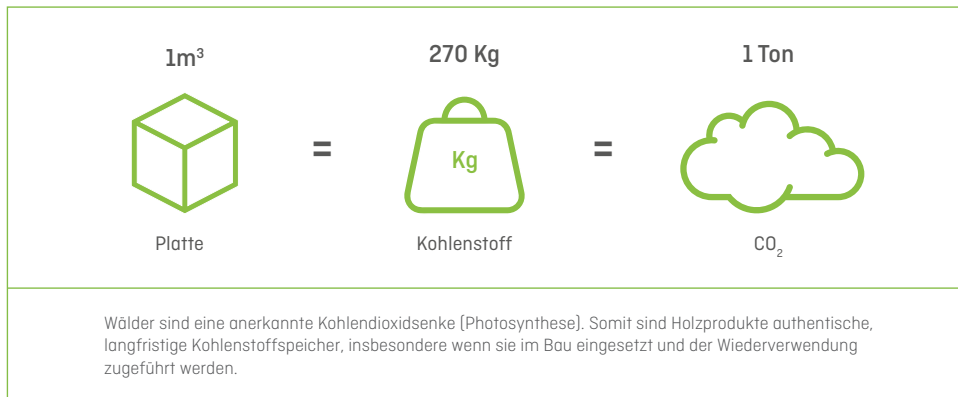 1m³
270 Kg
1 Ton
=
Kg
=
Platte
Kohlenstoff
CO₂
Wälder sind eine anerkannte Kohlendioxidsenke (Photosynthese). Somit sind Holzprodukte authentische,
langfristige Kohlenstoffspeicher, insbesondere wenn sie im Bau eingesetzt und der Wiederverwendung
zugeführt werden.